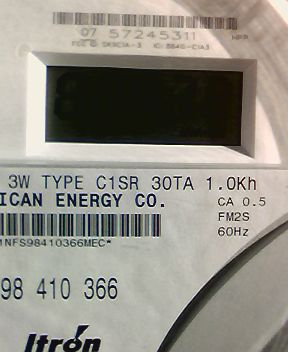 07 57245311
3W TYPE C1SR 30TA 1.0Kh
ICAN ENERGY CO.
CA 0.5
FM2S
60Hz
1NFS98410366MEC*
98 410 366
Itron